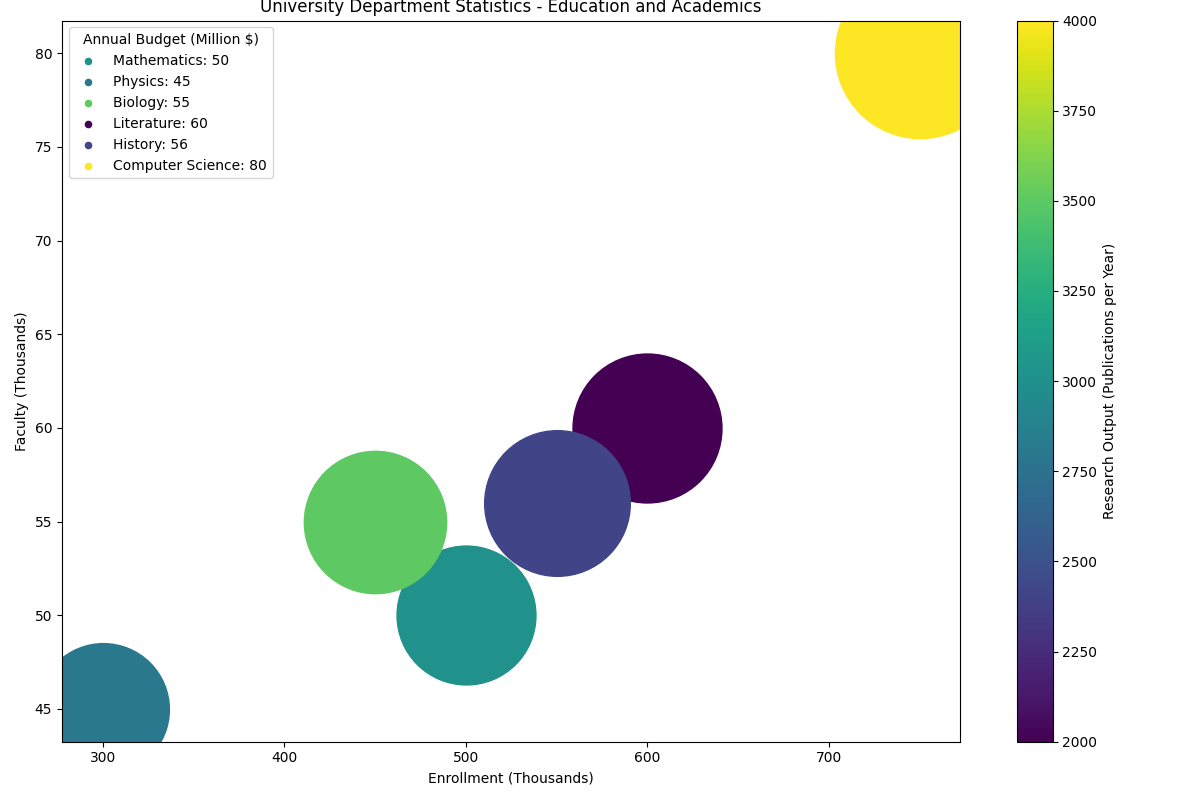 University Department Statistics - Education and Academics
Annual Budget (Million $)
Mathematics: 50
Physics: 45
Biology: 55
Literature: 60
History: 56
Computer Science: 80
Faculty (Thousands)
80
75
70
65
60
55
50
45
300
400
500
600
700
Enrollment (Thousands)
4000
3750
3500
3250
3000
2750
2500
2250
2000
Research Output (Publications per Year)